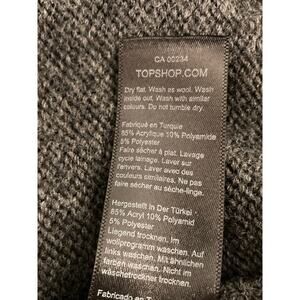 CA 00234
TOPSHOP.COM
Dry flat. Wash as wool. Wash
inside out. Wash with similar
colours. Do not tumble dry.
Fabriqué en Turquie
85% Acrylique 10% Polyamide
5% Polyester
Faire sécher à plat. Lavage
cycle lainage. Laver sur
l'envers. Laver avec des
couleurs similaires. Ne pas
faire sécher au sèche-linge.
Hergestellt in Der Türkei -
85% Acryl 10% Polyamid
5% Polyester
Liegend trocknen. Im
wollprogramm waschen. Auf
links waschen. Mit ähnlichen
farben waschen. Nicht im
wäschetrockner trocknen.
Fabricado en T